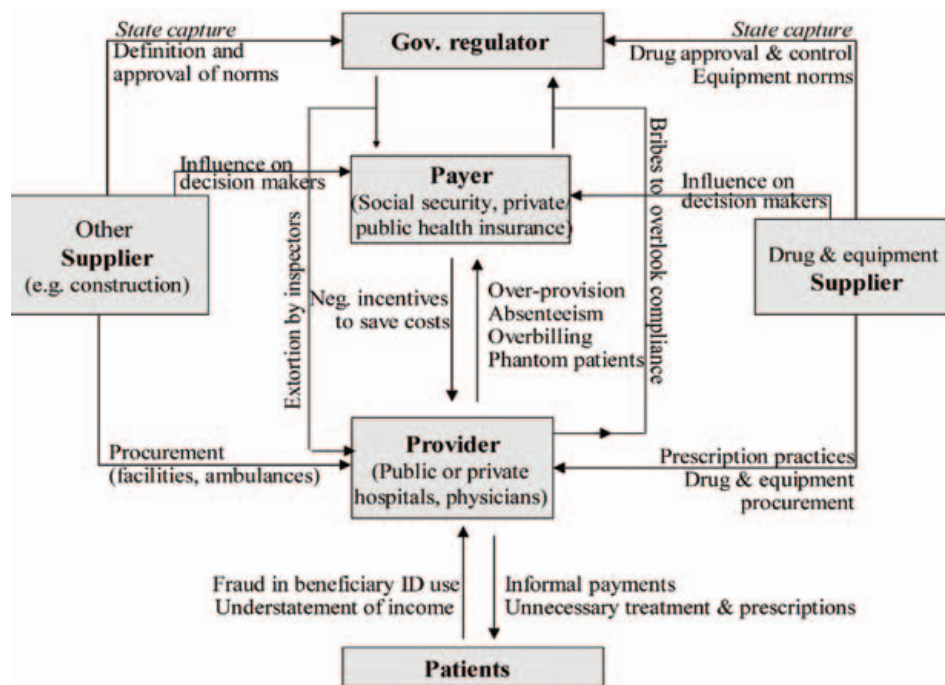 State capture
Definition and
approval of norms
Gov. regulator
State capture
Drug approval & control
Equipment norms
Influence on
decision makers
Payer
(Social security, private/
public health insurance)
Influence on
decision makers
Other
Supplier
(e.g. construction)
Drug & equipment
Supplier
Extortion by inspectors
Neg. incentives
to save costs
Over-provision
Absenteeism
Overbilling
Phantom patients
Bribes to overlook compliance
Procurement
(facilities, ambulances)
Provider
(Public or private
hospitals, physicians)
Prescription practices
Drug & equipment
procurement
Fraud in beneficiary ID use
Understatement of income
Informal payments
Unnecessary treatment & prescriptions
Patients